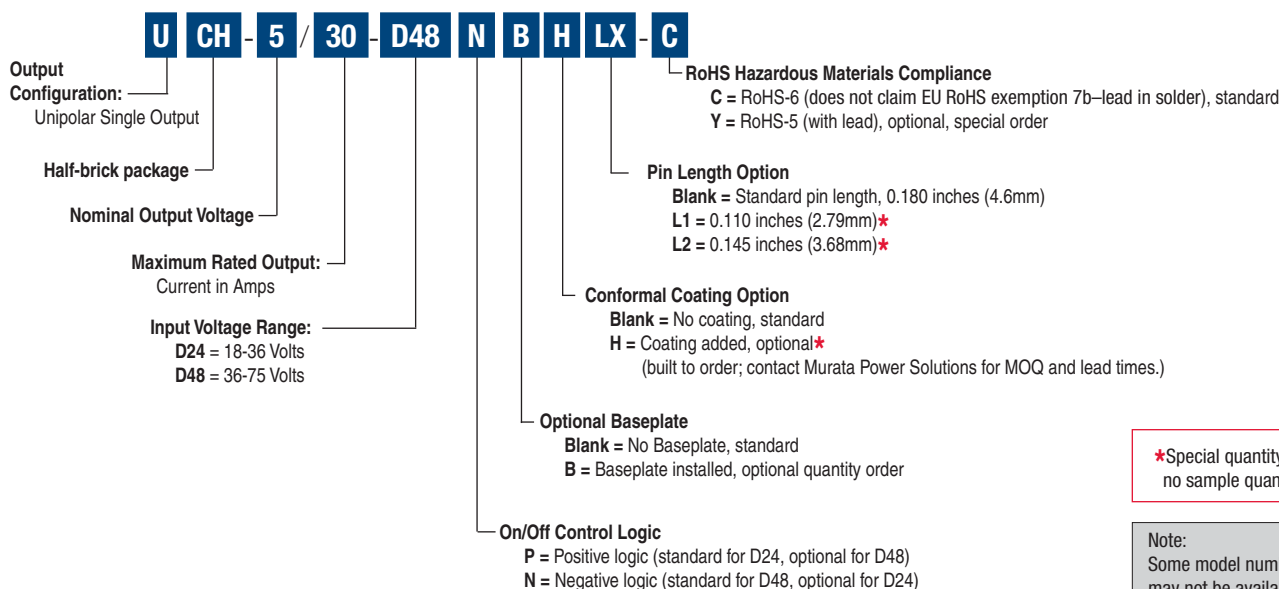 U CH - 5 / 30 - D48 N B H LX - C
Output
Configuration:
Unipolar Single Output
Half-brick package
Nominal Output Voltage
Maximum Rated Output:
Current in Amps
Input Voltage Range:
D24 = 18-36 Volts
D48 = 36-75 Volts
RoHS Hazardous Materials Compliance
C = RoHS-6 (does not claim EU RoHS exemption 7b–lead in solder), standard
Y = RoHS-5 (with lead), optional, special order
Pin Length Option
Blank = Standard pin length, 0.180 inches (4.6mm)
L1 = 0.110 inches (2.79mm)*
L2 = 0.145 inches (3.68mm)*
Conformal Coating Option
Blank = No coating, standard
H = Coating added, optional*
(built to order; contact Murata Power Solutions for MOQ and lead times.)
Optional Baseplate
Blank = No Baseplate, standard
B = Baseplate installed, optional quantity order
On/Off Control Logic
P = Positive logic (standard for D24, optional for D48)
N = Negative logic (standard for D48, optional for D24)
*Special quantity
no sample
Note:
Some model
may not be